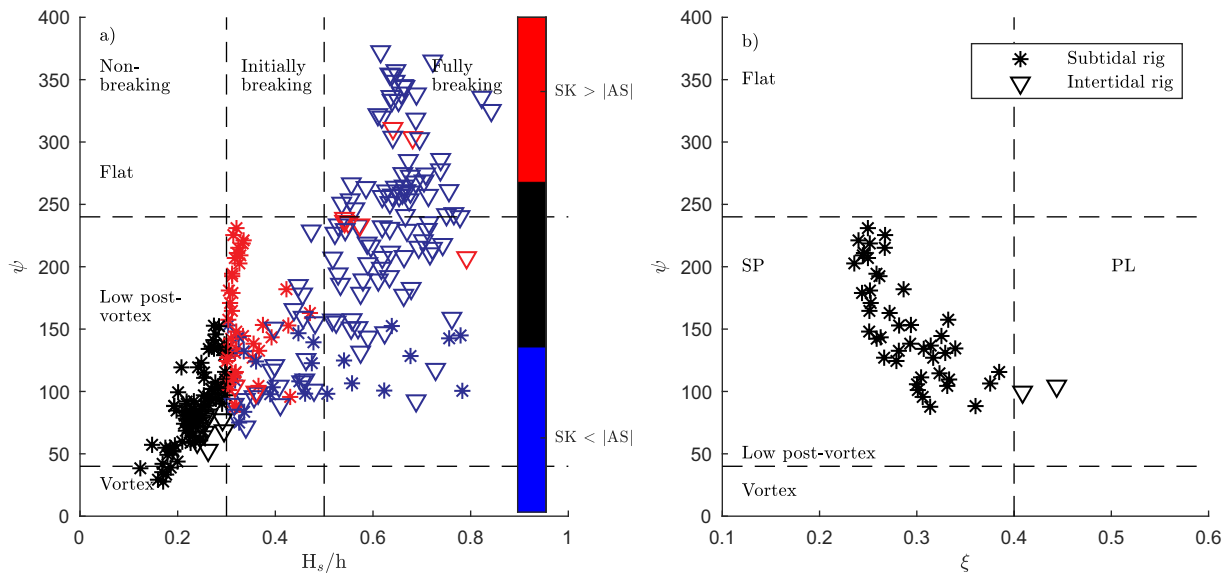 a)
Non-
breaking
Initially
breaking
Fully
breaking
Flat
Low post-
vortex
Vortex
400
350
300
250
200
150
100
50
0
ψ
0
0.2
0.4
0.6
0.8
1
H_s/h
SK > |AS|
SK < |AS|
b)
Flat
Subtidal rig
Intertidal rig
SP
PL
Low post-vortex
Vortex
400
350
300
250
200
150
100
50
0
ψ
0.1
0.2
0.3
0.4
0.5
0.6
ξ